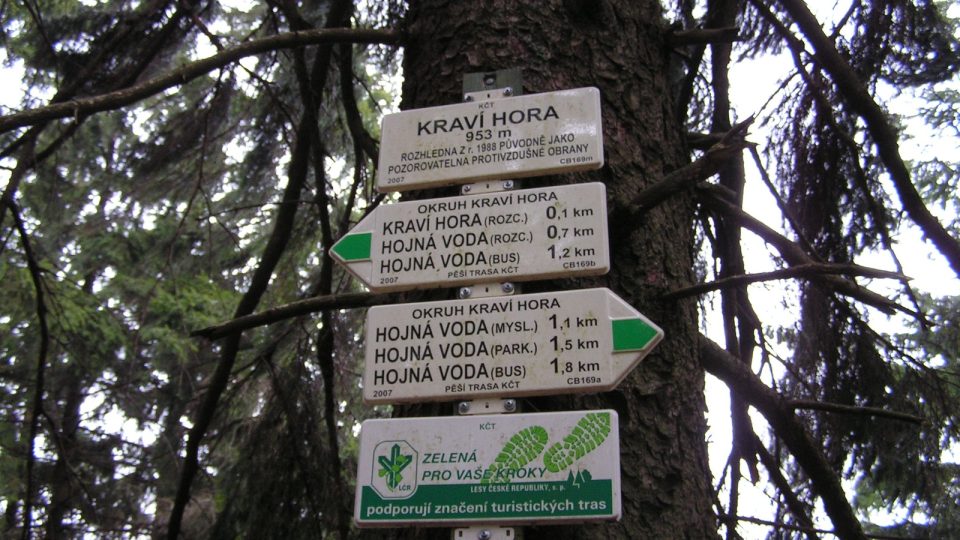 KČT
KRAVÍ HORA
953 m
ROZHLEDNA Z r. 1988 PŮVODNĚ JAKO
POZOROVATELNA PROTIVZDUŠNÉ OBRANY
2007 CB169m
OKRUH KRAVÍ HORA
KRAVÍ HORA (ROZC.) 0,1 KM
HOJNÁ VODA (ROZC.) 0,7 KM
HOJNÁ VODA (BUS) 1,2 KM
2007 PĚŠÍ TRASA KČT CB169b
OKRUH KRAVÍ HORA
HOJNÁ VODA (MYSL.) 1,1 KM
HOJNÁ VODA (PARK.) 1,5 KM
HOJNÁ VODA (BUS) 1,8 KM
2007 PĚŠÍ TRASA KČT CB169a
KČT
ZELENÁ
PRO VAŠE KROKY
LČR LESY ČESKÉ REPUBLIKY, s. p.
podporují značení turistických tras